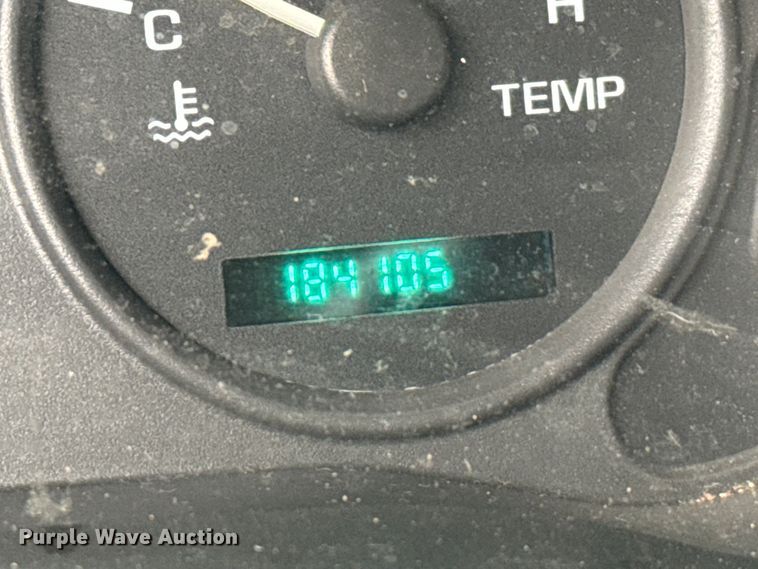 C
H
TEMP
184105
Purple Wave Auction